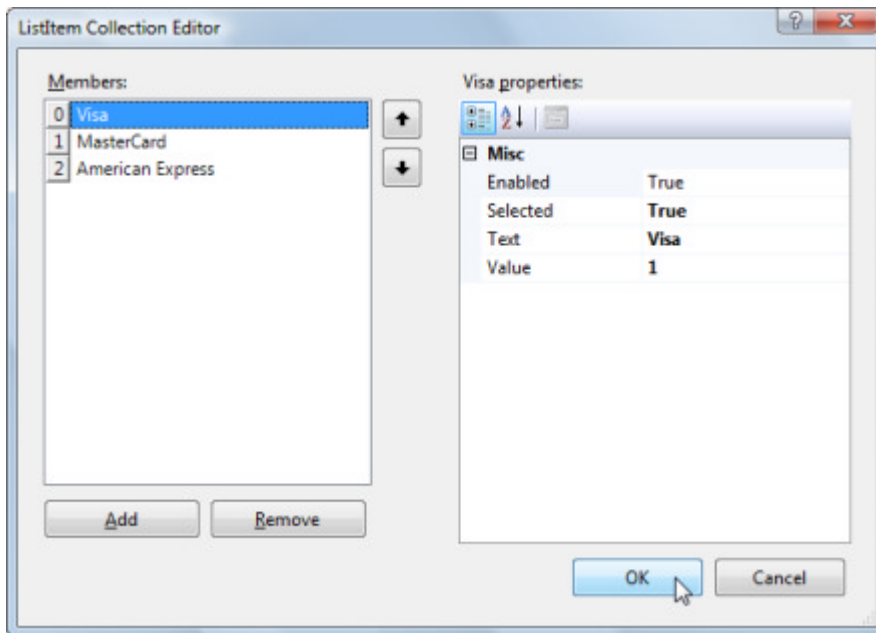 ListItem Collection Editor
Members:
0 Visa
1 MasterCard
2 American Express
Add Remove
Visa properties:
Misc
Enabled True
Selected True
Text Visa
Value 1
OK Cancel